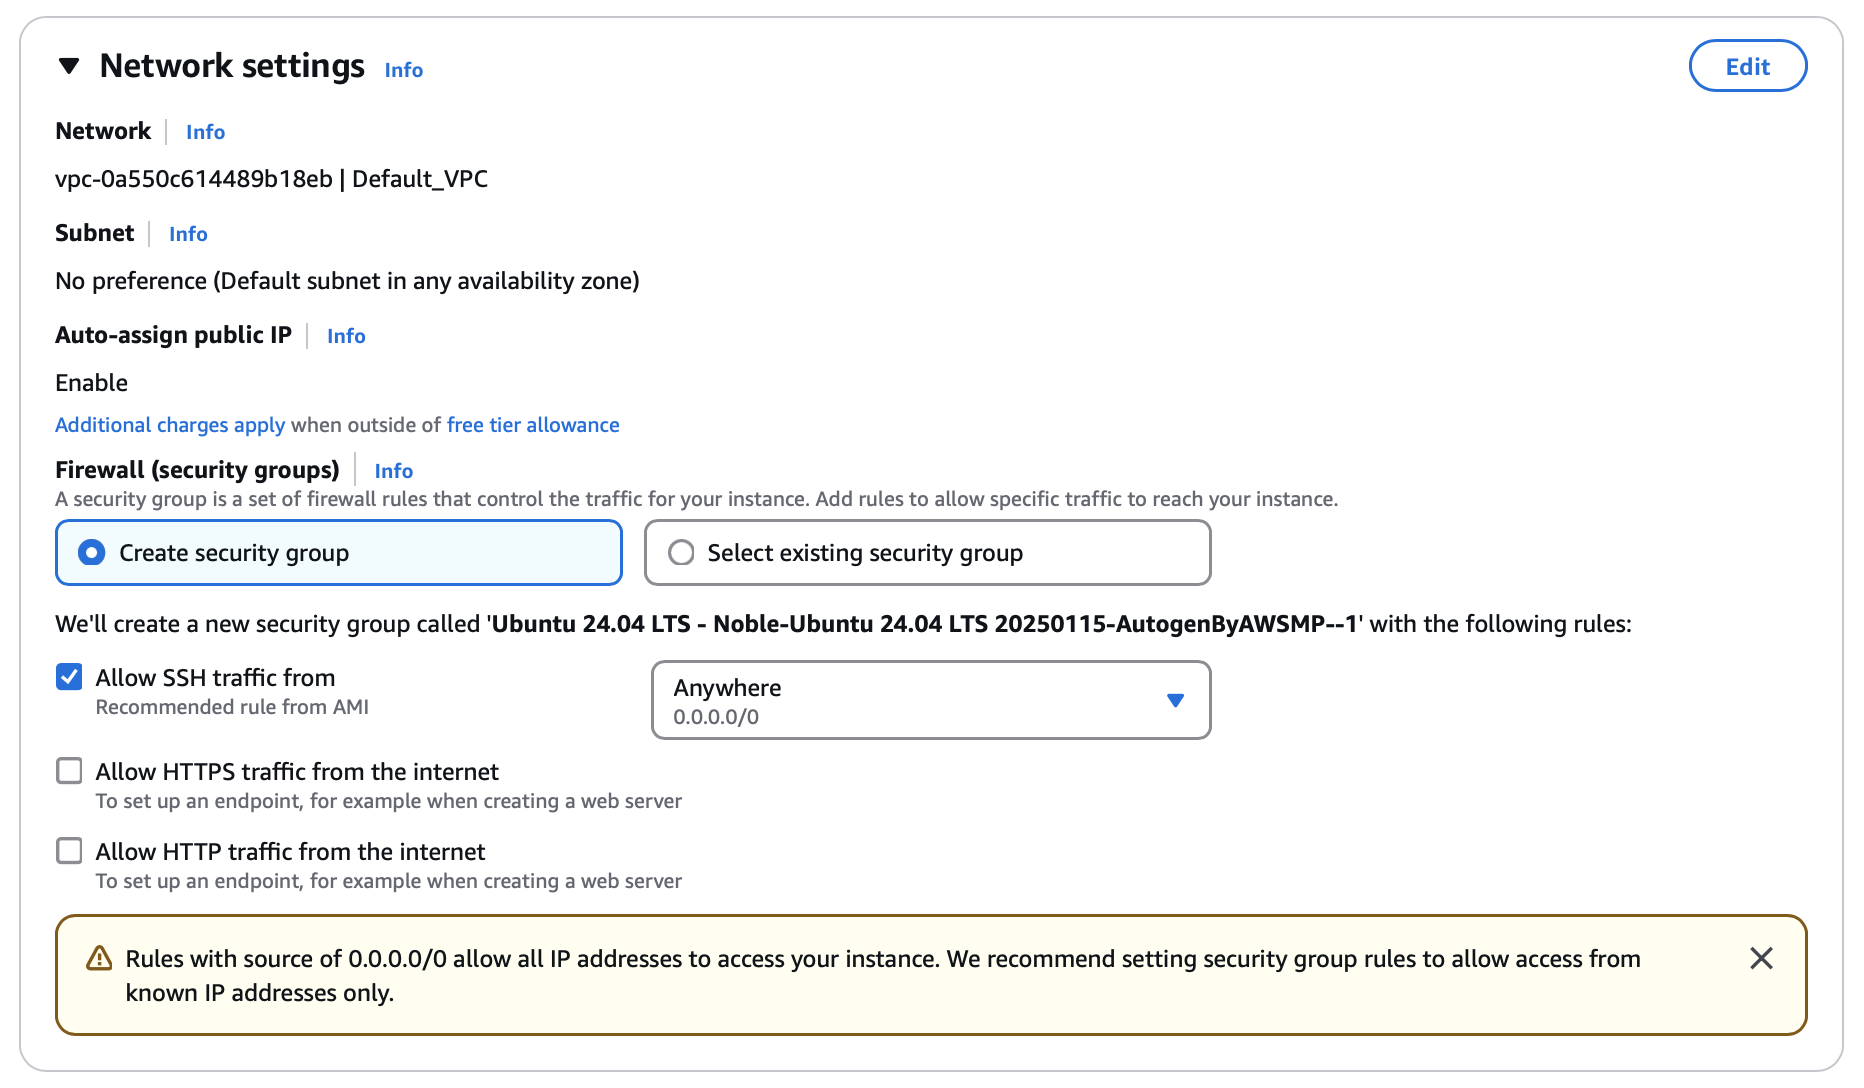 Network settings Info
Edit
Network Info
vpc-0a550c614489b18eb | Default_VPC
Subnet Info
No preference (Default subnet in any availability zone)
Auto-assign public IP Info
Enable
Additional charges apply when outside of free tier allowance
Firewall (security groups) Info
A security group is a set of firewall rules that control the traffic for your instance. Add rules to allow specific traffic to reach your instance.
Create security group
Select existing security group
We'll create a new security group called 'Ubuntu 24.04 LTS - Noble-Ubuntu 24.04 LTS 20250115-AutogenByAWSMP--1' with the following rules:
Allow SSH traffic from
Recommended rule from AMI
Anywhere
0.0.0.0/0
Allow HTTPS traffic from the internet
To set up an endpoint, for example when creating a web server
Allow HTTP traffic from the internet
To set up an endpoint, for example when creating a web server
Rules with source of 0.0.0.0/0 allow all IP addresses to access your instance. We recommend setting security group rules to allow access from
known IP addresses only.